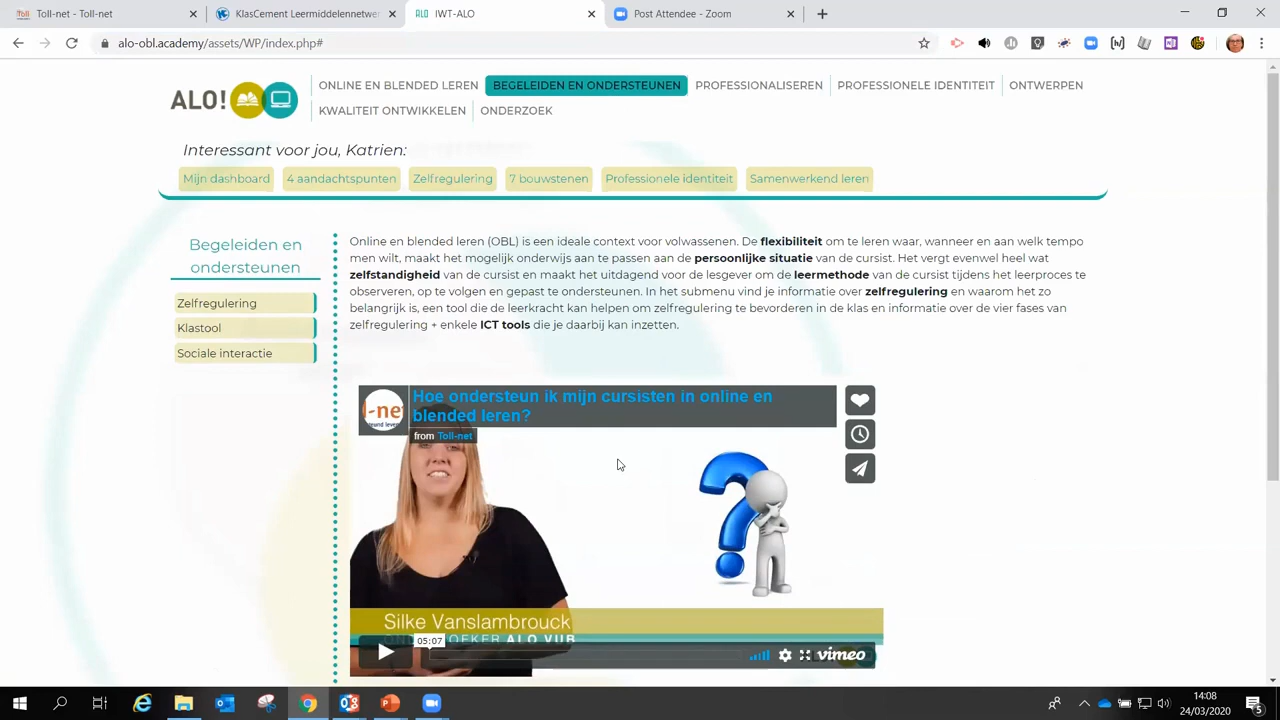 Toll-net - Toll-net
KlasCement Leermiddelennetwer
IWT-ALO
Post Attendee - Zoom
alo-obl.academy/assets/WP/index.php#
ALO!
ONLINE EN BLENDED LEREN
BEGELEIDEN EN ONDERSTEUNEN
PROFESSIONALISEREN
PROFESSIONELE IDENTITEIT
ONTWERPEN
KWALITEIT ONTWIKKELEN
ONDERZOEK
Interessant voor jou, Katrien:
Mijn dashboard
4 aandachtspunten
Zelfregulering
7 bouwstenen
Professionele identiteit
Samenwerkend leren
Begeleiden en
ondersteunen
Zelfregulering
Klastool
Sociale interactie
Online en blended leren (OBL) is een ideale context voor volwassenen. De flexibiliteit om te leren waar, wanneer en aan welk tempo
men wilt, maakt het mogelijk onderwijs aan te passen aan de persoonlijke situatie van de cursist. Het vergt evenwel heel wat
zelfstandigheid van de cursist en maakt het uitdagend voor de lesgever om de leermethode van de cursist tijdens het leerproces te
observeren, op te volgen en gepast te ondersteunen. In het submenu vind je informatie over zelfregulering en waarom het zo
belangrijk is, een tool die de leerkracht kan helpen om zelfregulering te bevorderen in de klas en informatie over de vier fases van
zelfregulering + enkele ICT tools die je daarbij kan inzetten.
Hoe ondersteun ik mijn cursisten in online en
blended leren?
from Toll-net
Silke Vanslambrouck
ALO VUB
05:07
vimeo
14:08
24/03/2020
5